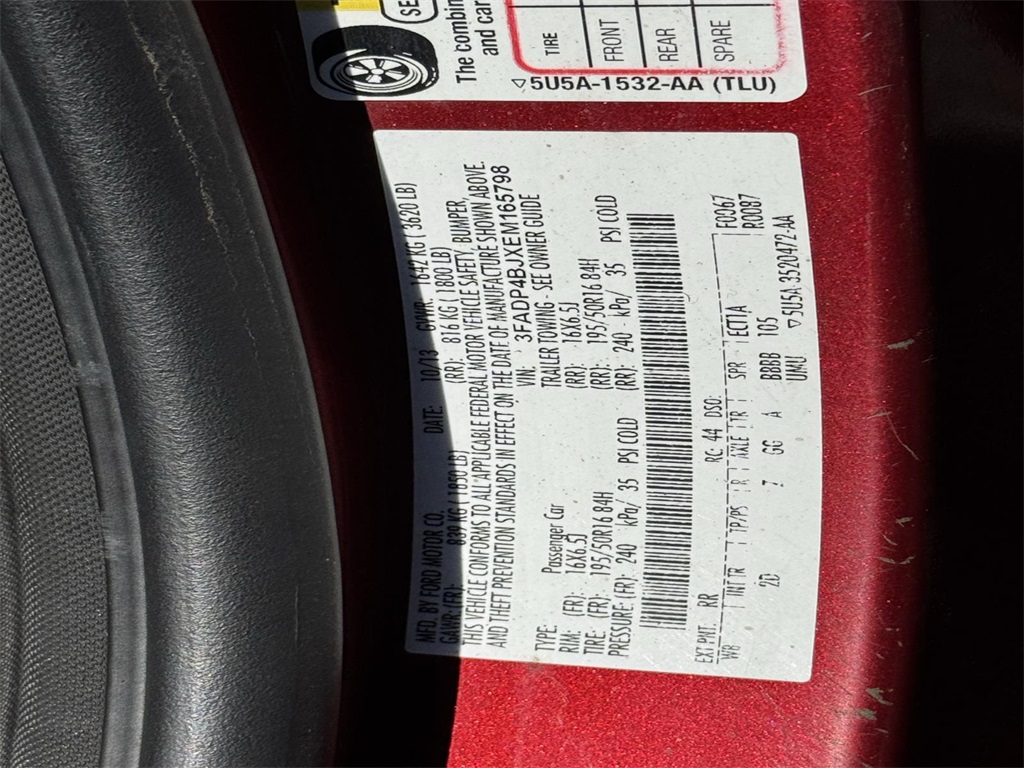 The combin
and car
SE
TIRE
FRONT
REAR
SPARE
5U5A-1532-AA (TLU)
MFD. BY FORD MOTOR CO. DATE: 10/13 GVWR: 1642 KG ( 3620 LB)
GAWR: (FR): 839 KG ( 1850 LB) (RR): 816 KG ( 1800 LB)
THIS VEHICLE CONFORMS TO ALL APPLICABLE FEDERAL MOTOR VEHICLE SAFETY, BUMPER,
AND THEFT PREVENTION STANDARDS IN EFFECT ON THE DATE OF MANUFACTURE SHOWN ABOVE.
VIN: 3FADP4BJXEM165798
TYPE: Passenger Car TRAILER TOWING - SEE OWNER GUIDE
RIM: (FR): 16X6.5J (RR): 16X6.5J
TIRE: (FR): 195/50R16 84H (RR): 195/50R16 84H
PRESSURE: (FR): 240 kPa/ 35 PSI COLD (RR): 240 kPa/ 35 PSI COLD
EXT PNT: RR RC: 44 DSO: F0067
WB INT TR TP/PS R AXLE TR SPR ECTTA R0087
2D 7 GG A BBBB T05
UMU 5U5A-3520472-AA